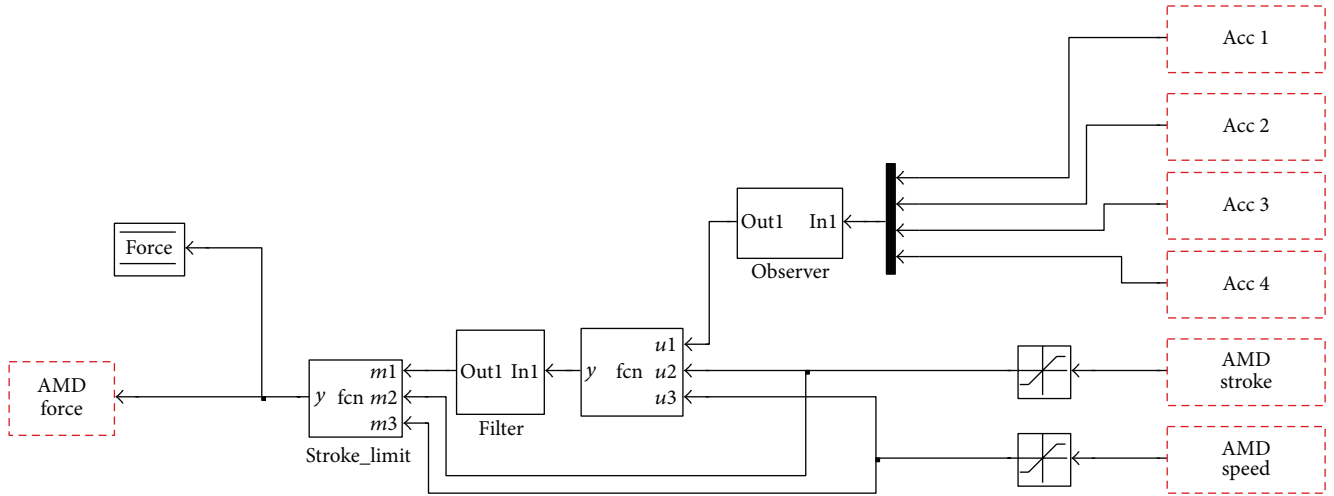 Acc 1
Acc 2
Acc 3
Acc 4
Out1 In1
Observer
Force
AMD
force
y fcn m1
m2
m3
Stroke_limit
Out1 In1
Filter
y fcn u1
u2
u3
AMD
stroke
AMD
speed